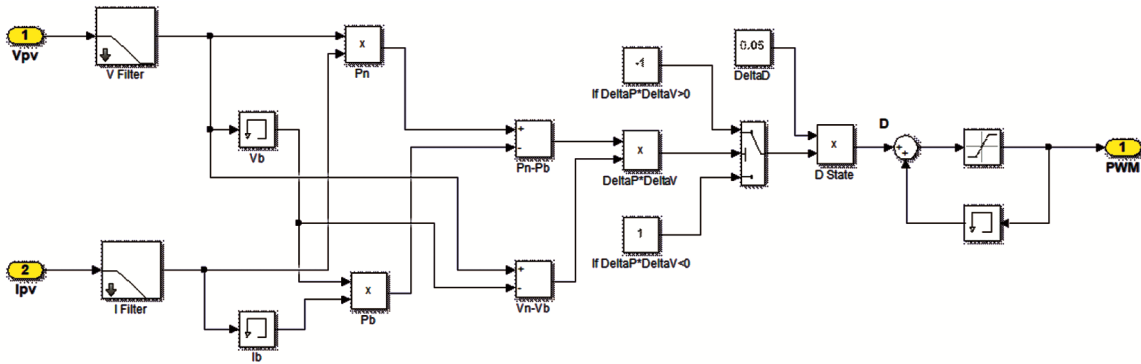 1
Vpv
V Filter
x
Pn
-1
If DeltaP*DeltaV>0
0.05
DeltaD
Vb
+
-
Pn-Pb
x
DeltaP*DeltaV
x
D State
D
+
+
1
PWM
2
Ipv
I Filter
x
Pb
Ib
+
-
Vn-Vb
1
If DeltaP*DeltaV<0